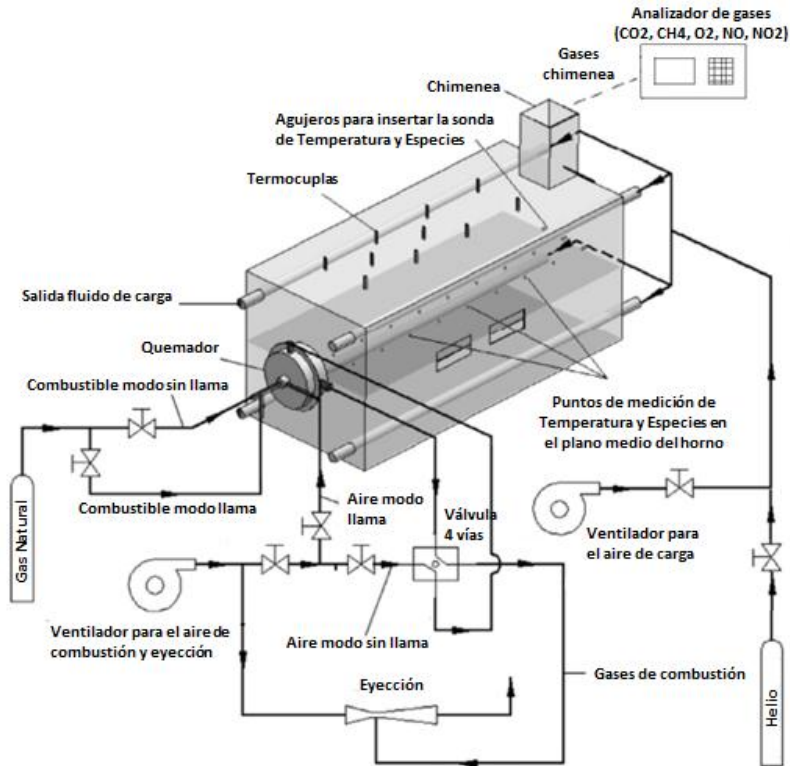 Analizador de gases
(CO2, CH4, O2, NO, NO2)
Gases
chimenea
Chimenea
Agujeros para insertar la sonda
de Temperatura y Especies
Termocuplas
Salida fluido de carga
Quemador
Combustible modo sin llama
Puntos de medición de
Temperatura y Especies en
el plano medio del horno
Combustible modo llama
Aire modo
llama
Válvula
4 vías
Gas Natural
Ventilador para
el aire de carga
Ventilador para el aire de
combustión y eyección
Aire modo sin llama
Eyección
Gases de combustión
Helio